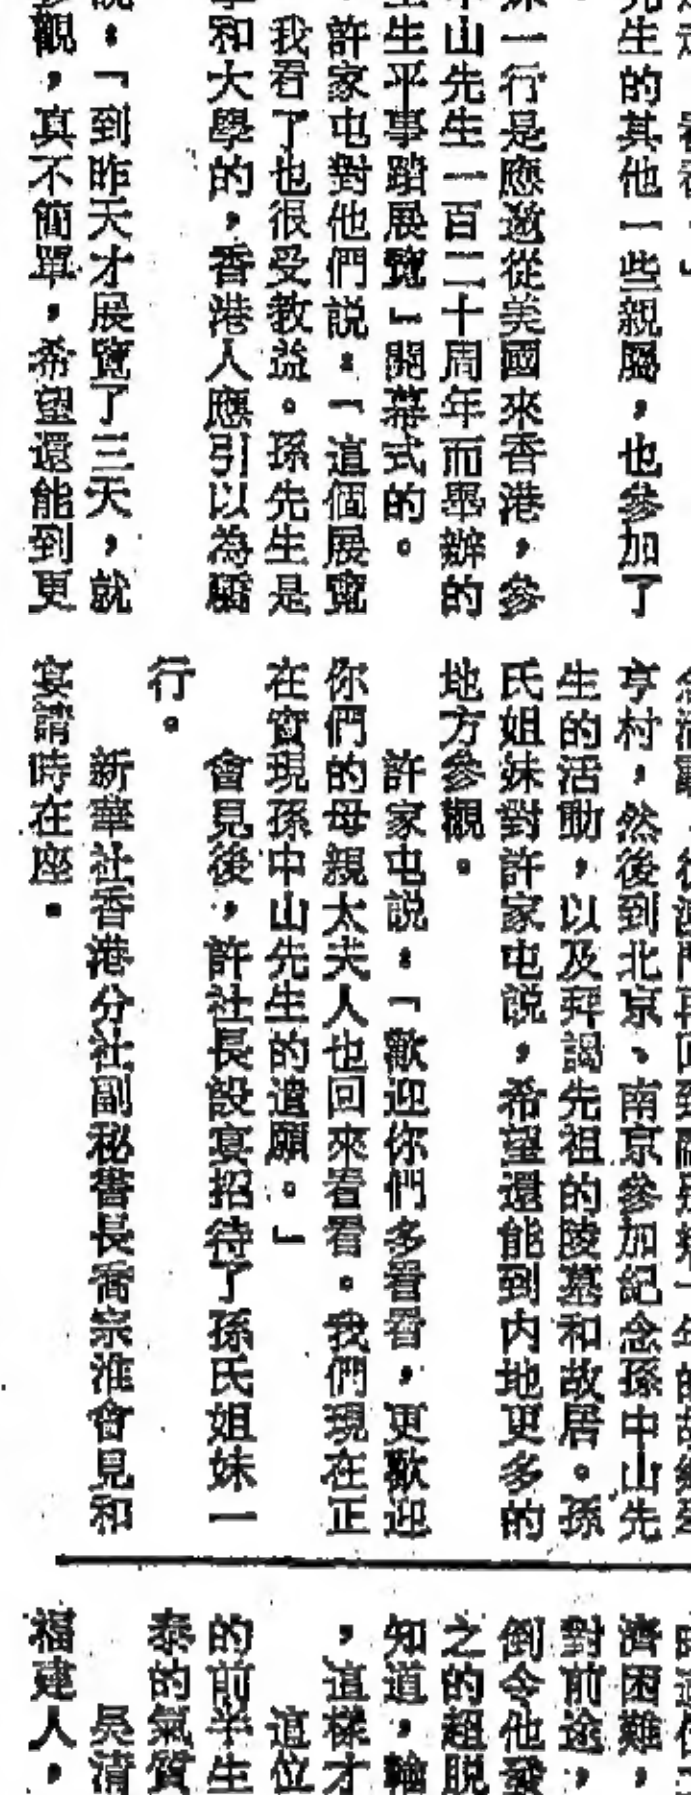 先生的其他一些親屬，也參加了
妹一行是應邀從美國來香港，參
山先生一百二十周年而舉辦的
生平事蹟展覽」開幕式的。
許家屯對他們說：「這個展覽
我看了也很受教益。孫先生是
和大學的，香港人應引以為驕
：「到昨天才展覽了三天，就
參觀，真不簡單，希望還能到更
亨村，然後到北京、南京參加紀念孫中山先
生的活動，以及拜謁先祖的陵墓和故居。孫
氏姐妹對許家屯說，希望還能到內地更多的
地方參觀。
許家屯說：「歡迎你們多看看，更歡迎
你們的母親太夫人也回來看看。我們現在正
在實現孫中山先生的遺願。」
會見後，許社長設宴招待了孫氏姐妹一
行。
新華社香港分社副秘書長喬宗淮會見和
宴請時在座。
濟困難，
對前途，
倒令他發
之的超脫
知道，輪
，這樣才
這位
的前半生
泰的氣質
吳清
福建人，